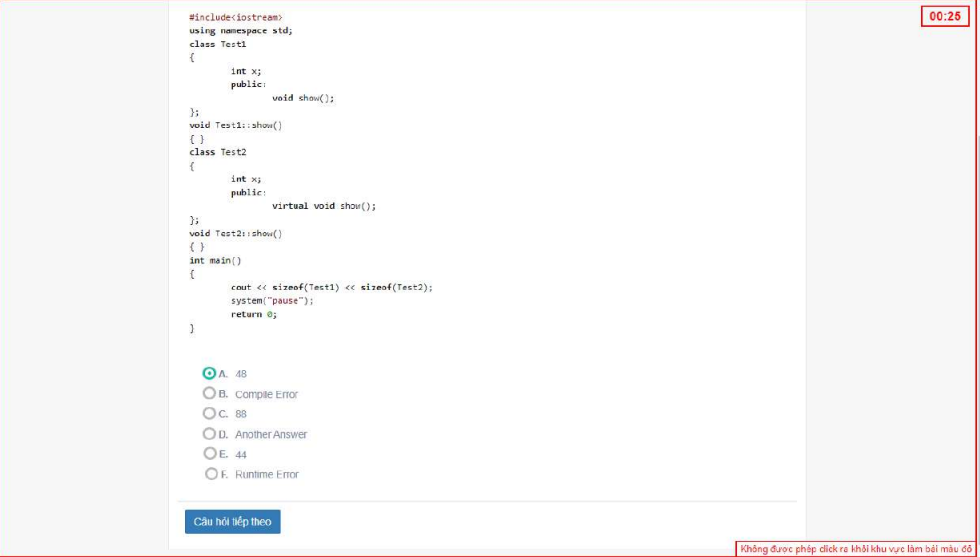 00:25
#include<iostream>
using namespace std;
class Test1
{
int x;
public:
void show();
};
void Test1::show()
{ }
class Test2
{
int x;
public:
virtual void show();
};
void Test2::show()
{ }
int main()
{
cout << sizeof(Test1) << sizeof(Test2);
system("pause");
return 0;
}
A. 48
B. Compile Error
C. 88
D. Another Answer
E. 44
F. Runtime Error
Câu hỏi tiếp theo
Không được phép click ra khỏi khu vực làm bài màu đỏ